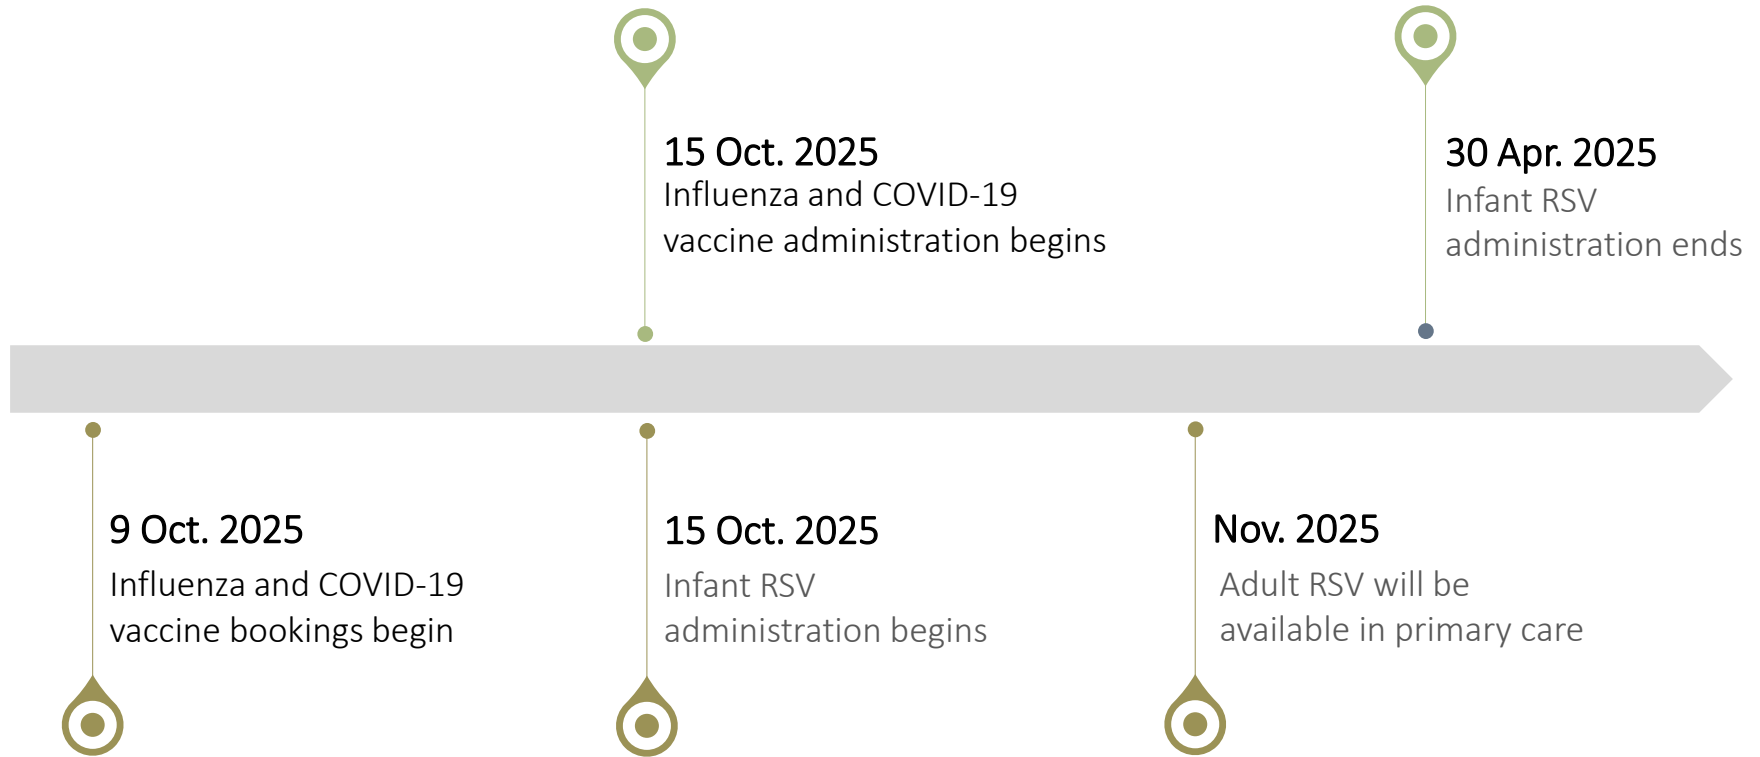 15 Oct. 2025
Influenza and COVID-19
vaccine administration begins
30 Apr. 2025
Infant RSV
administration ends
9 Oct. 2025
Influenza and COVID-19
vaccine bookings begin
15 Oct. 2025
Infant RSV
administration begins
Nov. 2025
Adult RSV will be
available in primary care